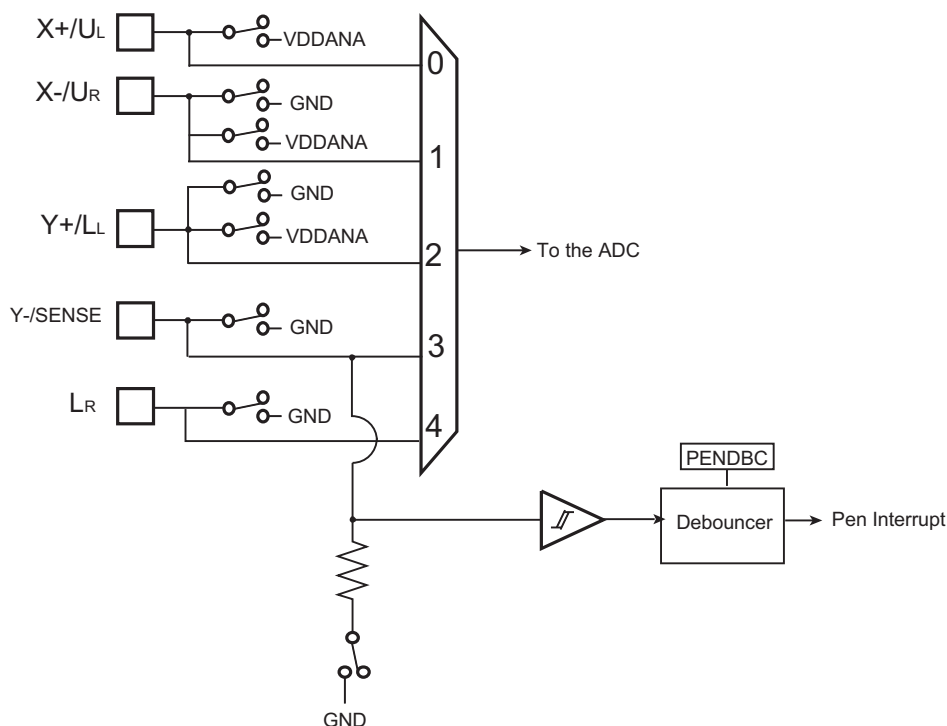 X+/UL
VDDANA
0
X-/UR
GND
VDDANA
1
GND
Y+/LL
VDDANA
2
To the ADC
Y-/SENSE
GND
3
LR
GND
4
PENDBC
Debouncer
Pen Interrupt
GND